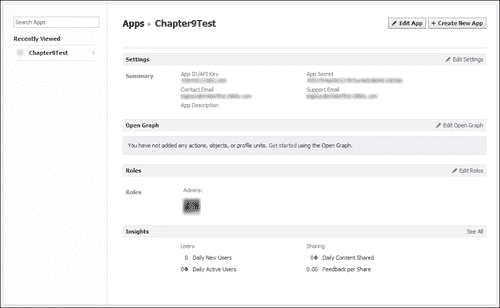 Search Apps
Recently Viewed
Chapter9Test
Apps ▸ Chapter9Test
Edit App
+ Create New App
Settings
Edit Settings
Summary
App ID/API Key
App Secret
Contact Email
Support Email
App Description
Open Graph
Edit Open Graph
You have not added any actions, objects, or profile units. Get started using the Open Graph.
Roles
Edit Roles
Roles
Admins:
Insights
See All
Users
Sharing
0 Daily New Users
0 Daily Content Shared
0 Daily Active Users
0.00 Feedback per Share